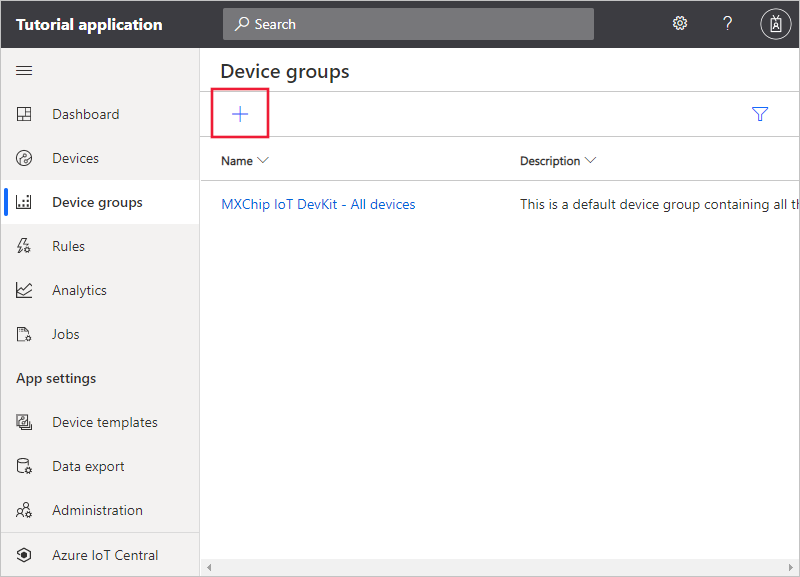 Tutorial application
Search
?
Device groups
Name
Description
MXChip IoT DevKit - All devices
This is a default device group containing all th
Dashboard
Devices
Device groups
Rules
Analytics
Jobs
App settings
Device templates
Data export
Administration
Azure IoT Central